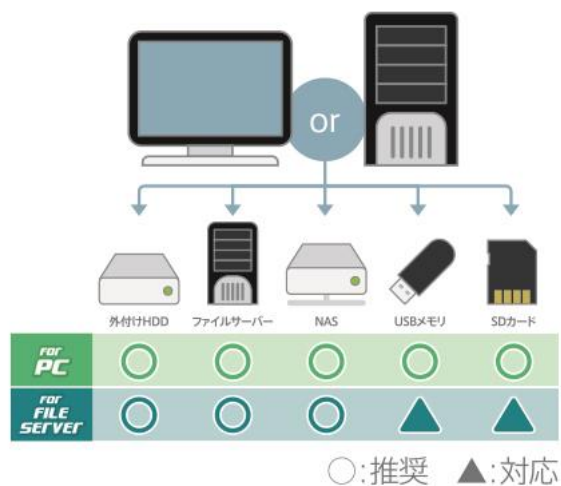 or
外付けHDD ファイルサーバー NAS USBメモリ SDカード
FOR
PC ○ ○ ○ ○ ○
FOR
FILE
SERVER ○ ○ ○ ▲ ▲
○:推奨 ▲:対応